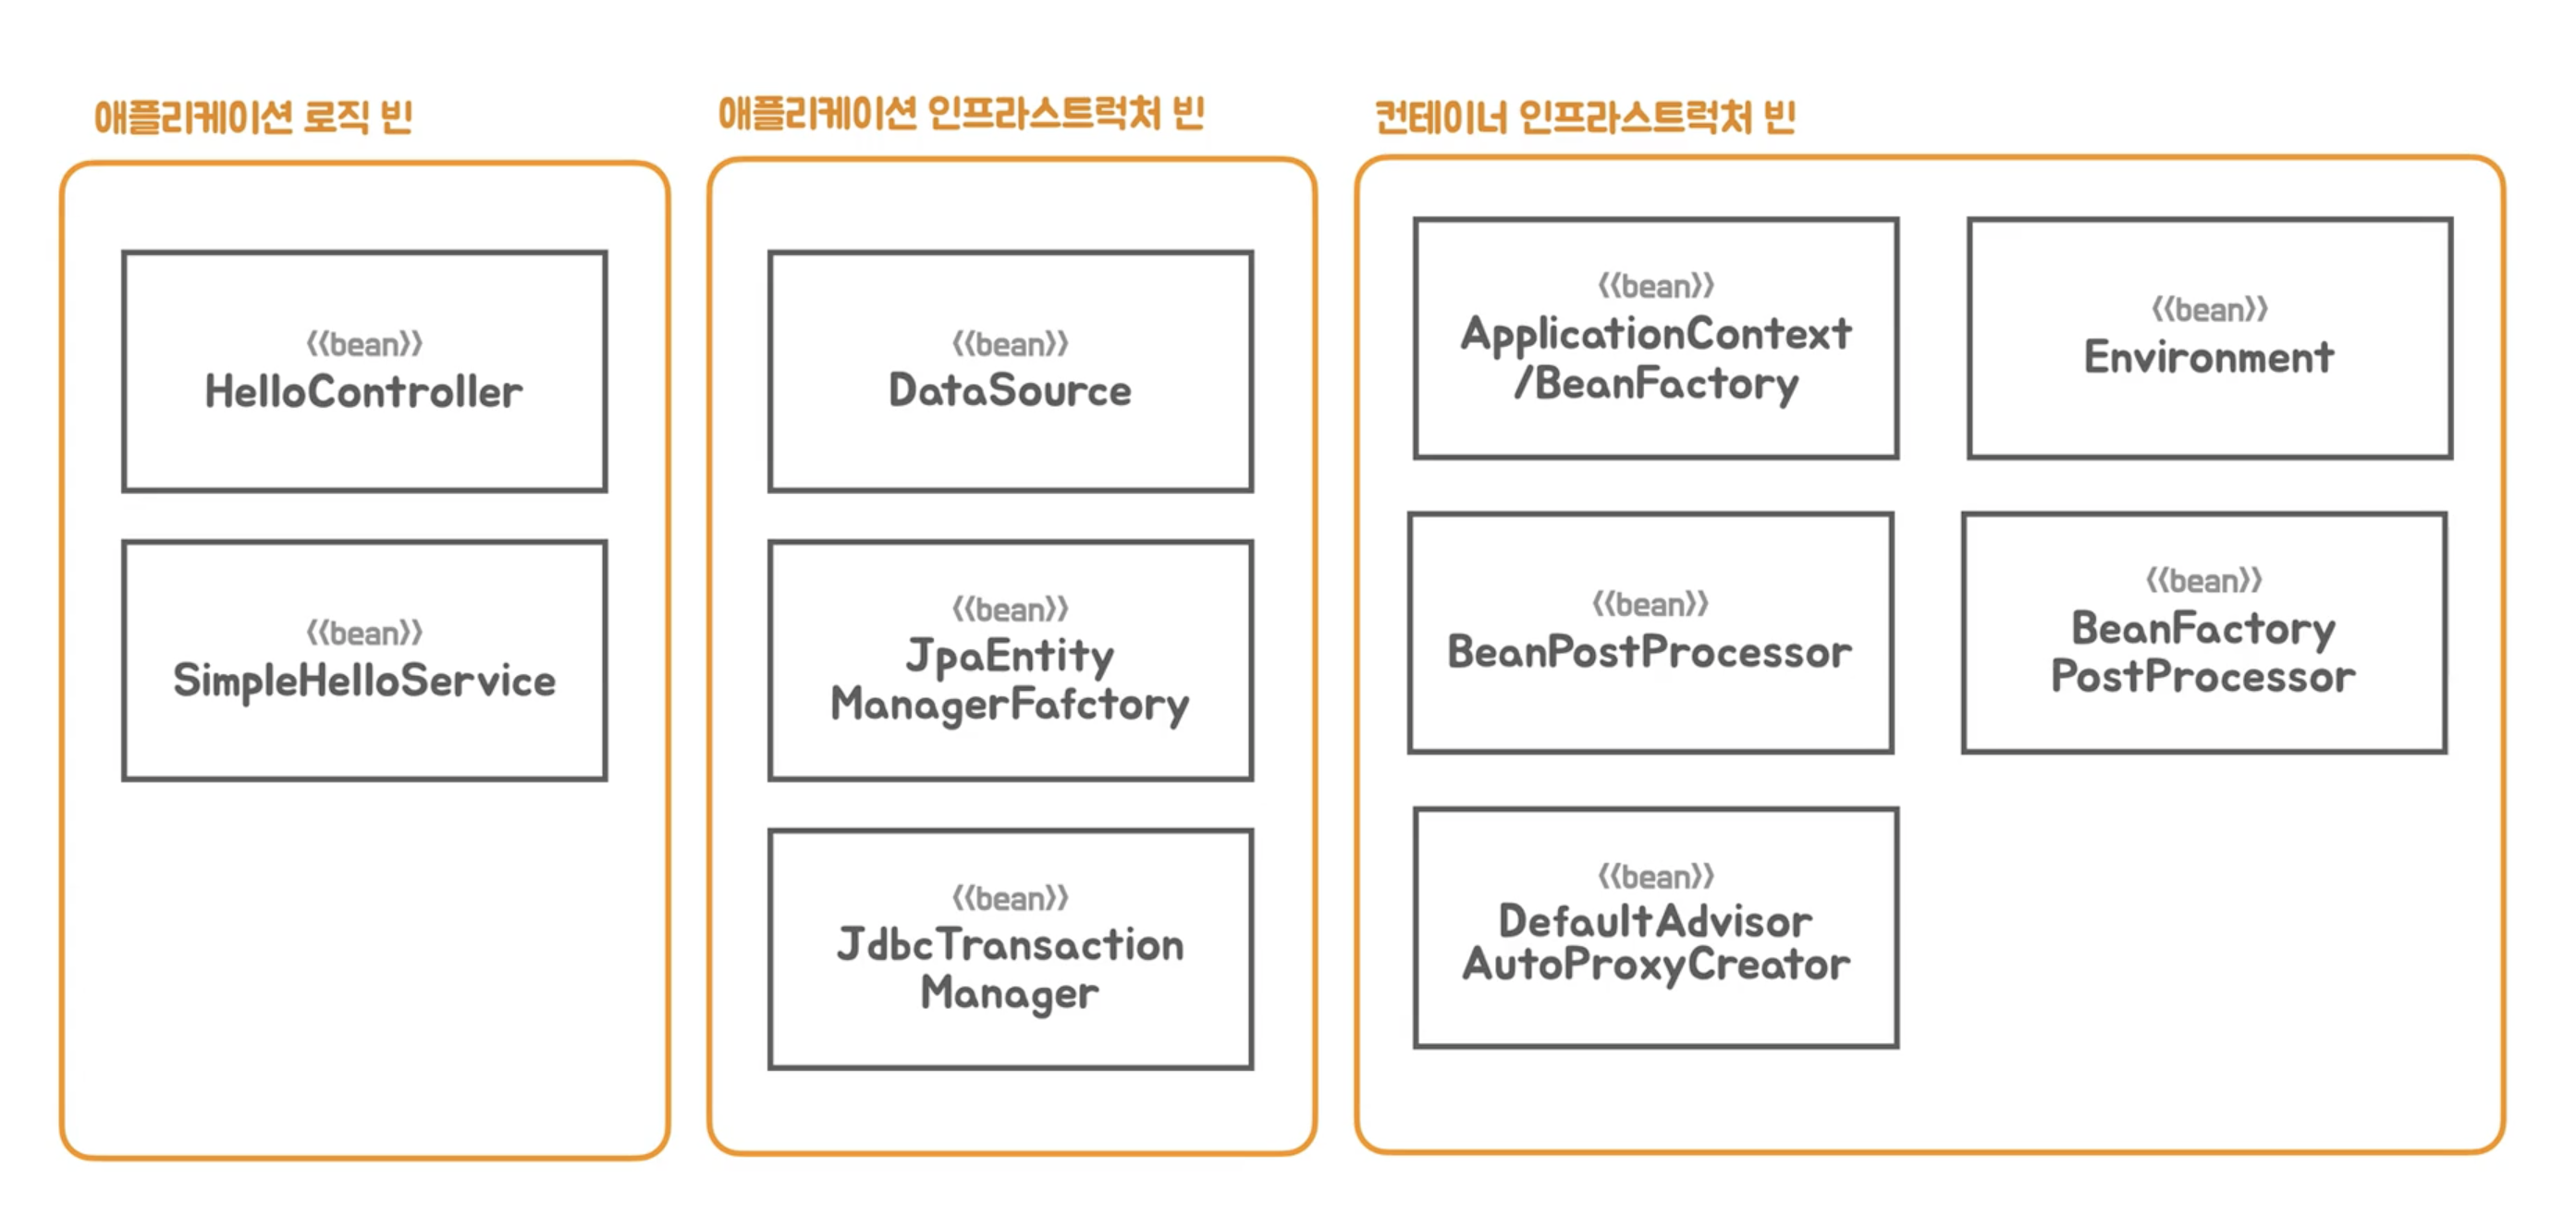 애플리케이션 로직 빈
⟪bean⟫
HelloController
⟪bean⟫
SimpleHelloService
애플리케이션 인프라스트럭처 빈
⟪bean⟫
DataSource
⟪bean⟫
JpaEntity
ManagerFafctory
⟪bean⟫
JdbcTransaction
Manager
컨테이너 인프라스트럭처 빈
⟪bean⟫
ApplicationContext
/BeanFactory
⟪bean⟫
Environment
⟪bean⟫
BeanPostProcessor
⟪bean⟫
BeanFactory
PostProcessor
⟪bean⟫
DefaultAdvisor
AutoProxyCreator